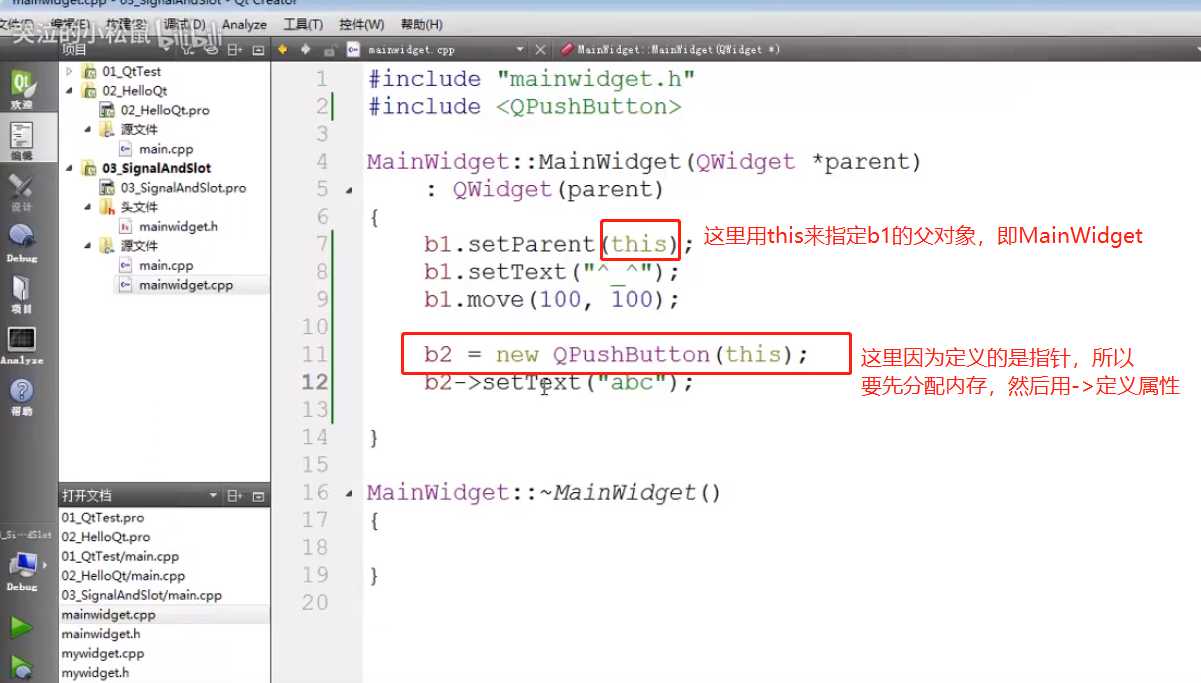 mainwidget.cpp - 03_SignalAndSlot - Qt Creator
文件(F) 编辑(E) 构建(B) 调试(D) Analyze 工具(T) 控件(W) 帮助(H)
哭泣的小松鼠 bilibili
项目
mainwidget.cpp
MainWidget::MainWidget(QWidget *)
欢迎
编辑
设计
Debug
项目
Analyze
帮助
01_QtTest
02_HelloQt
02_HelloQt.pro
源文件
main.cpp
03_SignalAndSlot
03_SignalAndSlot.pro
头文件
mainwidget.h
源文件
main.cpp
mainwidget.cpp
打开文档
01_QtTest.pro
02_HelloQt.pro
01_QtTest/main.cpp
02_HelloQt/main.cpp
03_SignalAndSlot/main.cpp
mainwidget.cpp
mainwidget.h
mywidget.cpp
mywidget.h
Debug
1 #include "mainwidget.h"
2 #include <QPushButton>
3
4 MainWidget::MainWidget(QWidget *parent)
5 : QWidget(parent)
6 {
7 b1.setParent(this); 这里用this来指定b1的父对象，即MainWidget
8 b1.setText("^_^");
9 b1.move(100, 100);
10
11 b2 = new QPushButton(this); 这里因为定义的是指针，所以
12 b2->setText("abc"); 要先分配内存，然后用->定义属性
13
14 }
15
16 MainWidget::~MainWidget()
17 {
18
19 }
20